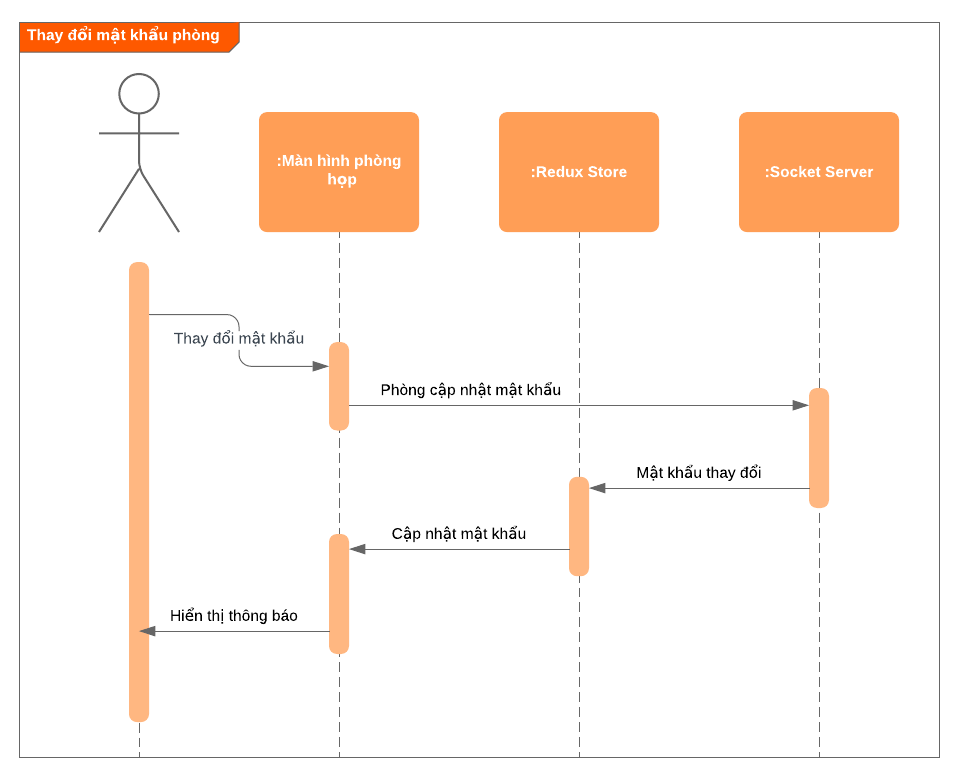 Thay đổi mật khẩu phòng
:Màn hình phòng
họp
:Redux Store
:Socket Server
Thay đổi mật khẩu
Phòng cập nhật mật khẩu
Mật khẩu thay đổi
Cập nhật mật khẩu
Hiển thị thông báo